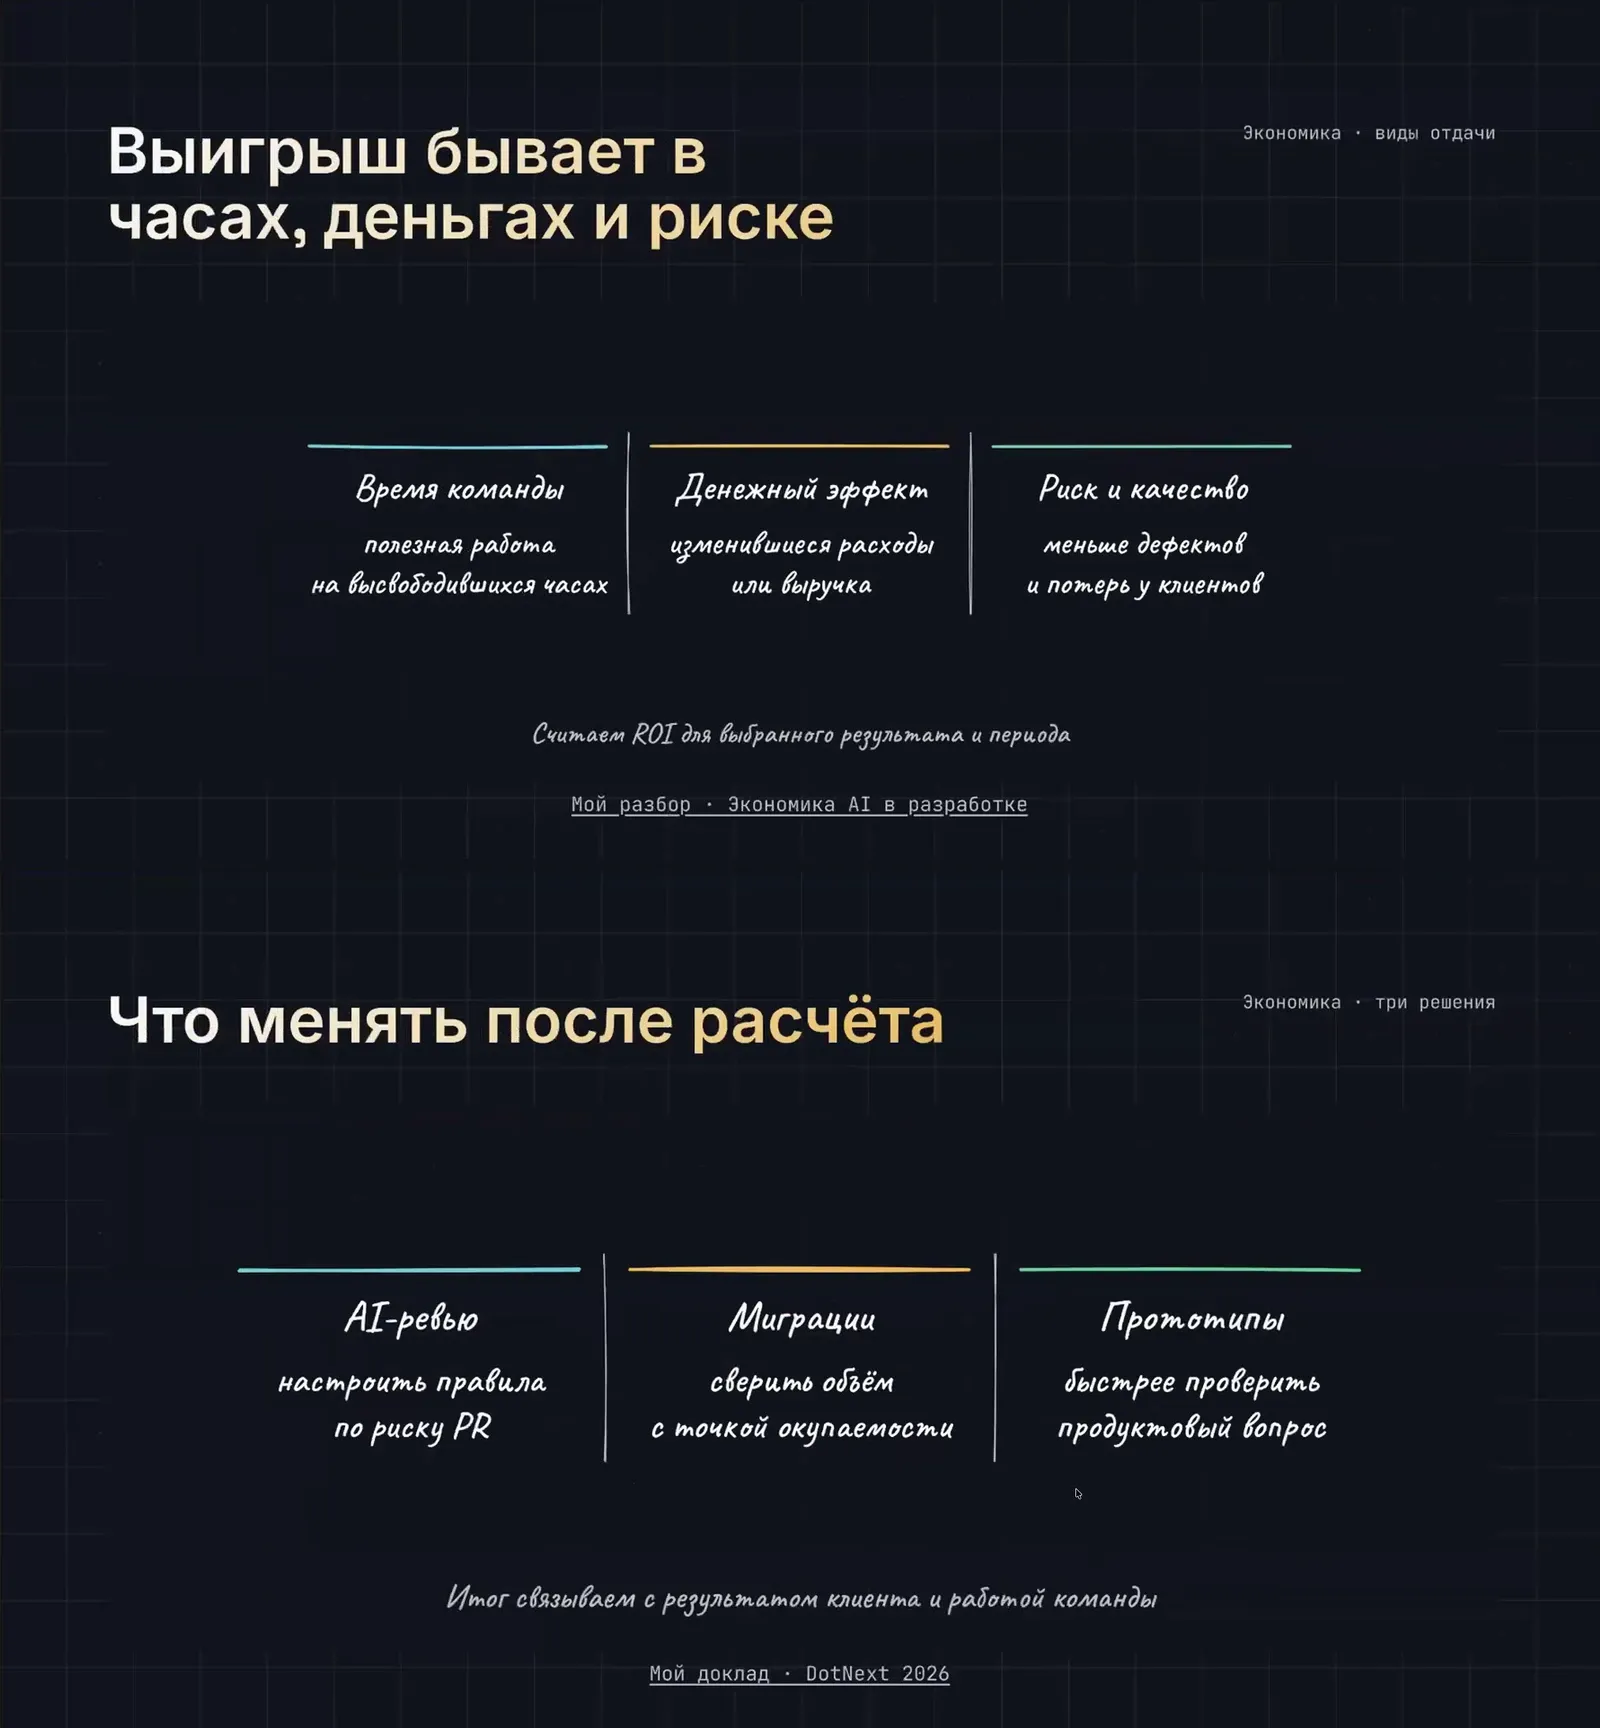 Выигрыш бывает в
часах, деньгах и риске
Экономика · виды отдачи
Время команды
полезная работа
на высвободившихся часах
Денежный эффект
изменившиеся расходы
или выручка
Риск и качество
меньше дефектов
и потерь у клиентов
Считаем ROI для выбранного результата и периода
Мой разбор · Экономика AI в разработке
Что менять после расчёта
Экономика · три решения
AI-ревью
настроить правила
по риску PR
Миграции
сверить объём
с точкой окупаемости
Прототипы
быстрее проверить
продуктовый вопрос
Итог связываем с результатом клиента и работой команды
Мой доклад · DotNext 2026